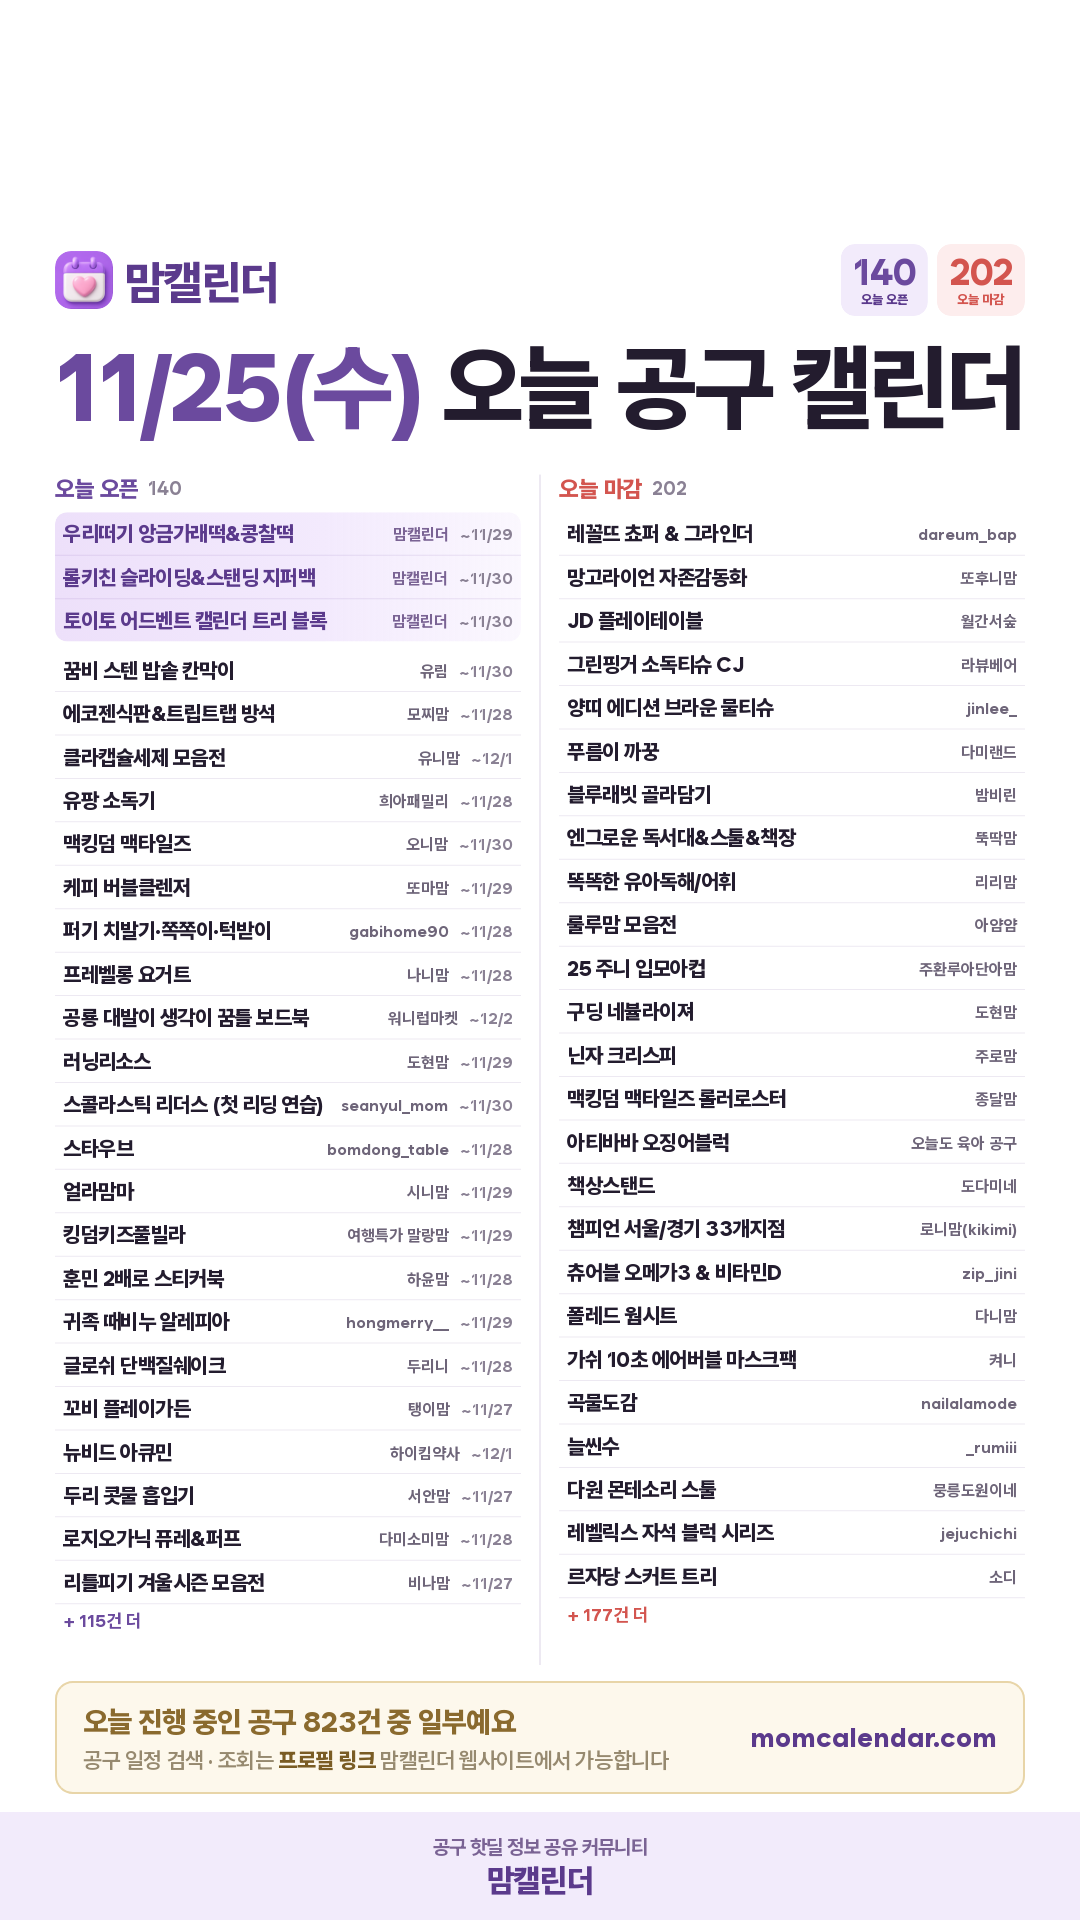 맘캘린더
140
오늘 오픈
202
오늘 마감
11/25(수) 오늘 공구 캘린더
오늘 오픈 140
우리떠기 앙금가래떡&콩찰떡 맘캘린더 ~11/29
롤키친 슬라이딩&스탠딩 지퍼백 맘캘린더 ~11/30
토이토 어드벤트 캘린더 트리 블록 맘캘린더 ~11/30
꿈비 스텐 밥솥 칸막이 유림 ~11/30
에코젠식판&트립트랩 방석 모찌맘 ~11/28
클라캡슐세제 모음전 유니맘 ~12/1
유팡 소독기 희아패밀리 ~11/28
맥킹덤 맥타일즈 오니맘 ~11/30
케피 버블클렌저 또마맘 ~11/29
퍼기 치발기·쪽쪽이·턱받이 gabihome90 ~11/28
프레벨롱 요거트 나니맘 ~11/28
공룡 대발이 생각이 꿈틀 보드북 워니럽마켓 ~12/2
러닝리소스 도현맘 ~11/29
스콜라스틱 리더스 (첫 리딩 연습) seanyul_mom ~11/30
스타우브 bomdong_table ~11/28
얼라맘마 시니맘 ~11/29
킹덤키즈풀빌라 여행특가 말랑맘 ~11/29
훈민 2배로 스티커북 하윤맘 ~11/28
귀족 때비누 알레피아 hongmerry__ ~11/29
글로쉬 단백질쉐이크 두리니 ~11/28
꼬비 플레이가든 탱이맘 ~11/27
뉴비드 아큐민 하이킴약사 ~12/1
두리 콧물 흡입기 서안맘 ~11/27
로지오가닉 퓨레&퍼프 다미소미맘 ~11/28
리틀피기 겨울시즌 모음전 비나맘 ~11/27
+ 115건 더
오늘 마감 202
레꼴뜨 쵸퍼 & 그라인더 dareum_bap
망고라이언 자존감동화 또후니맘
JD 플레이테이블 월간서숲
그린핑거 소독티슈 CJ 라뷰베어
양띠 에디션 브라운 물티슈 jinlee_
푸름이 까꿍 다미랜드
블루래빗 골라담기 밤비린
엔그로운 독서대&스툴&책장 뚝딱맘
똑똑한 유아독해/어휘 리리맘
룰루맘 모음전 아얌얌
25 주니 입모아컵 주환루아단아맘
구딩 네뷸라이져 도현맘
닌자 크리스피 주로맘
맥킹덤 맥타일즈 롤러로스터 종달맘
아티바바 오징어블럭 오늘도 육아 공구
책상스탠드 도다미네
챔피언 서울/경기 33개지점 로니맘(kikimi)
츄어블 오메가3 & 비타민D zip_jini
폴레드 웜시트 다니맘
가쉬 10초 에어버블 마스크팩 켜니
곡물도감 nailalamode
늘씬수 _rumiii
다원 몬테소리 스툴 뭉릉도원이네
레벨릭스 자석 블럭 시리즈 jejuchichi
르자당 스커트 트리 소디
+ 177건 더
오늘 진행 중인 공구 823건 중 일부예요
공구 일정 검색 · 조회는 프로필 링크 맘캘린더 웹사이트에서 가능합니다
momcalendar.com
공구 핫딜 정보 공유 커뮤니티
맘캘린더